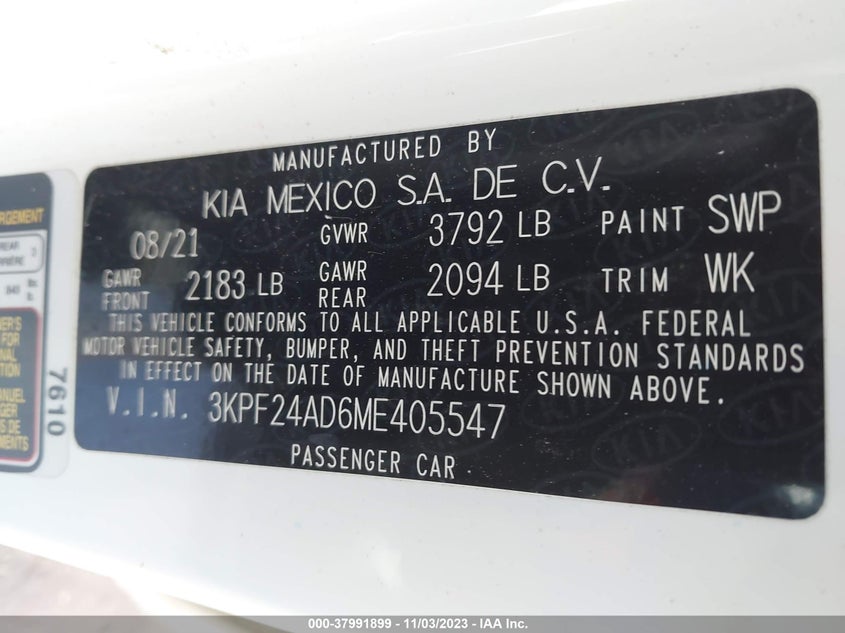 MANUFACTURED BY
KIA MEXICO S.A. DE C.V.
08/21 GVWR 3792 LB PAINT SWP
GAWR FRONT 2183 LB GAWR REAR 2094 LB TRIM WK
THIS VEHICLE CONFORMS TO ALL APPLICABLE U.S.A. FEDERAL
MOTOR VEHICLE SAFETY, BUMPER, AND THEFT PREVENTION STANDARDS
IN EFFECT ON THE DATE OF MANUFACTURE SHOWN ABOVE.
V.I.N. 3KPF24AD6ME405547
PASSENGER CAR
7610
REAR
000-37991899 - 11/03/2023 - IAA Inc.